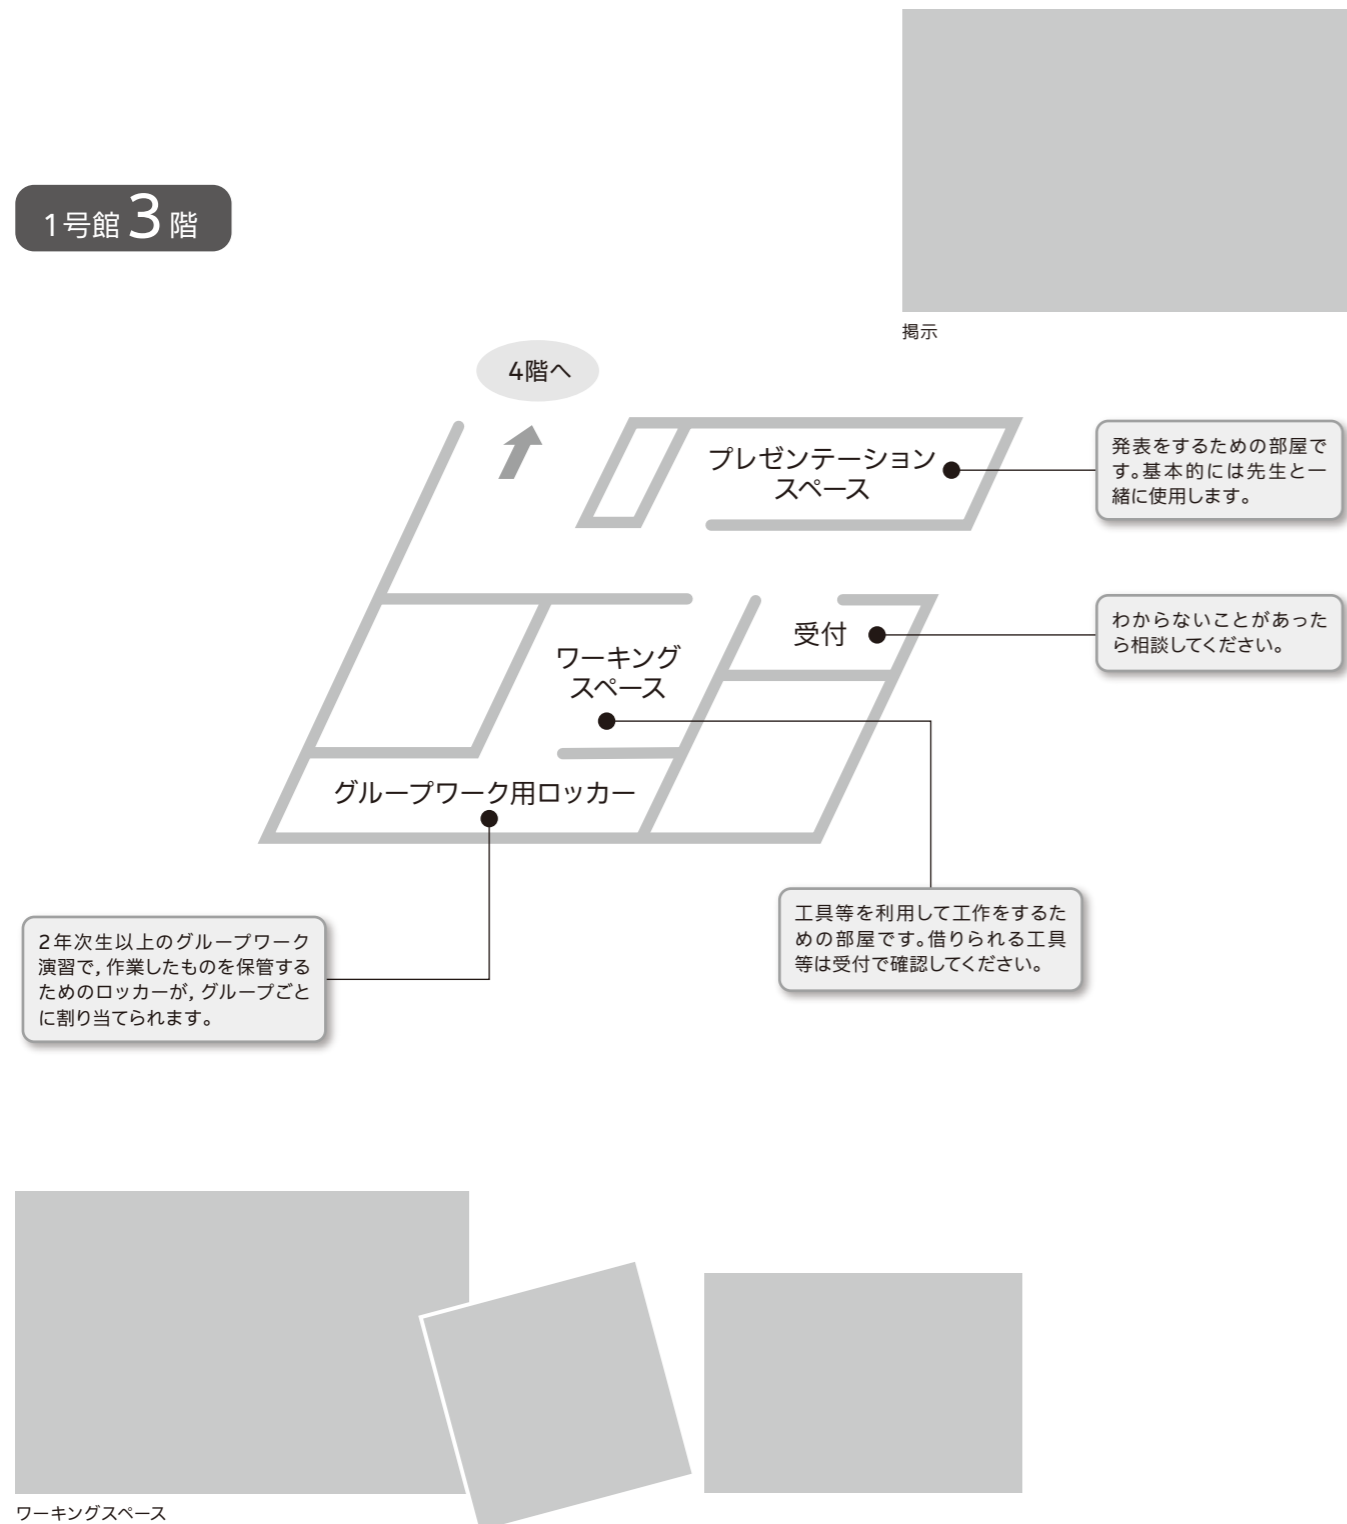 1号館3階
掲示
4階へ
プレゼンテーション
スペース
発表をするための部屋で
す。基本的には先生と一
緒に使用します。
受付
わからないことがあった
ら相談してください。
ワーキング
スペース
グループワーク用ロッカー
工具等を利用して工作をするた
めの部屋です。借りられる工具
等は受付で確認してください。
2年次生以上のグループワーク
演習で,作業したものを保管する
ためのロッカーが,グループごと
に割り当てられます。
ワーキングスペース